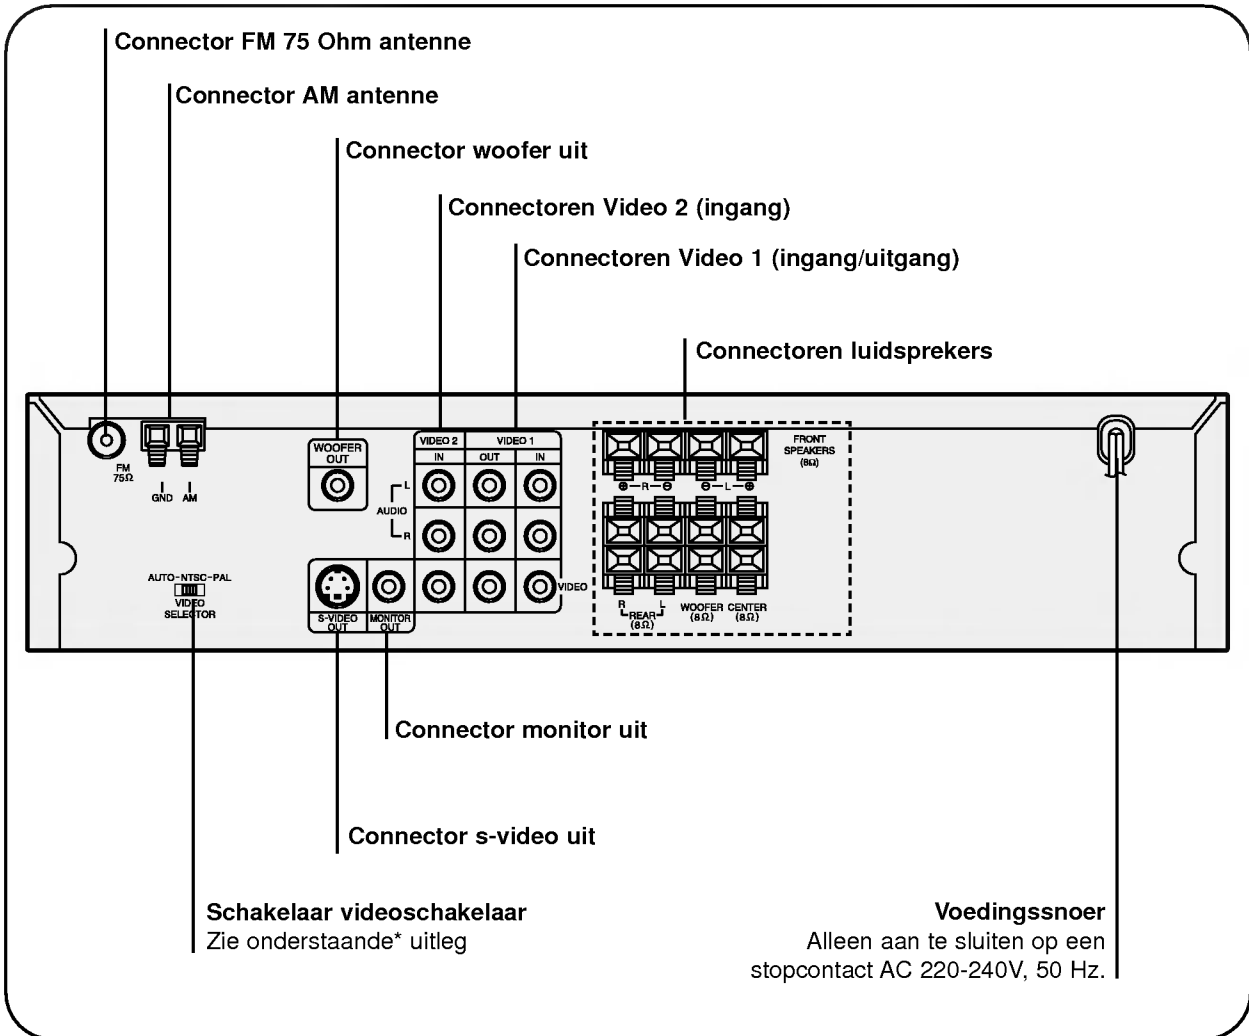 Connector FM 75 Ohm antenne
Connector AM antenne
Connector woofer uit
Connectoren Video 2 (ingang)
Connectoren Video 1 (ingang/uitgang)
Connectoren luidsprekers
FM
75Ω
GND AM
WOOFER
OUT
VIDEO 2 VIDEO 1
IN OUT IN
L
AUDIO
R
VIDEO
FRONT
SPEAKERS
(8Ω)
⊕ R ⊖ ⊖ L ⊕
AUTO-NTSC-PAL
VIDEO
SELECTOR
S-VIDEO
OUT
MONITOR
OUT
R L
REAR
(8Ω)
WOOFER
(8Ω)
CENTER
(8Ω)
Connector monitor uit
Connector s-video uit
Schakelaar videoschakelaar
Zie onderstaande* uitleg
Voedingssnoer
Alleen aan te sluiten op een
stopcontact AC 220-240V, 50 Hz.